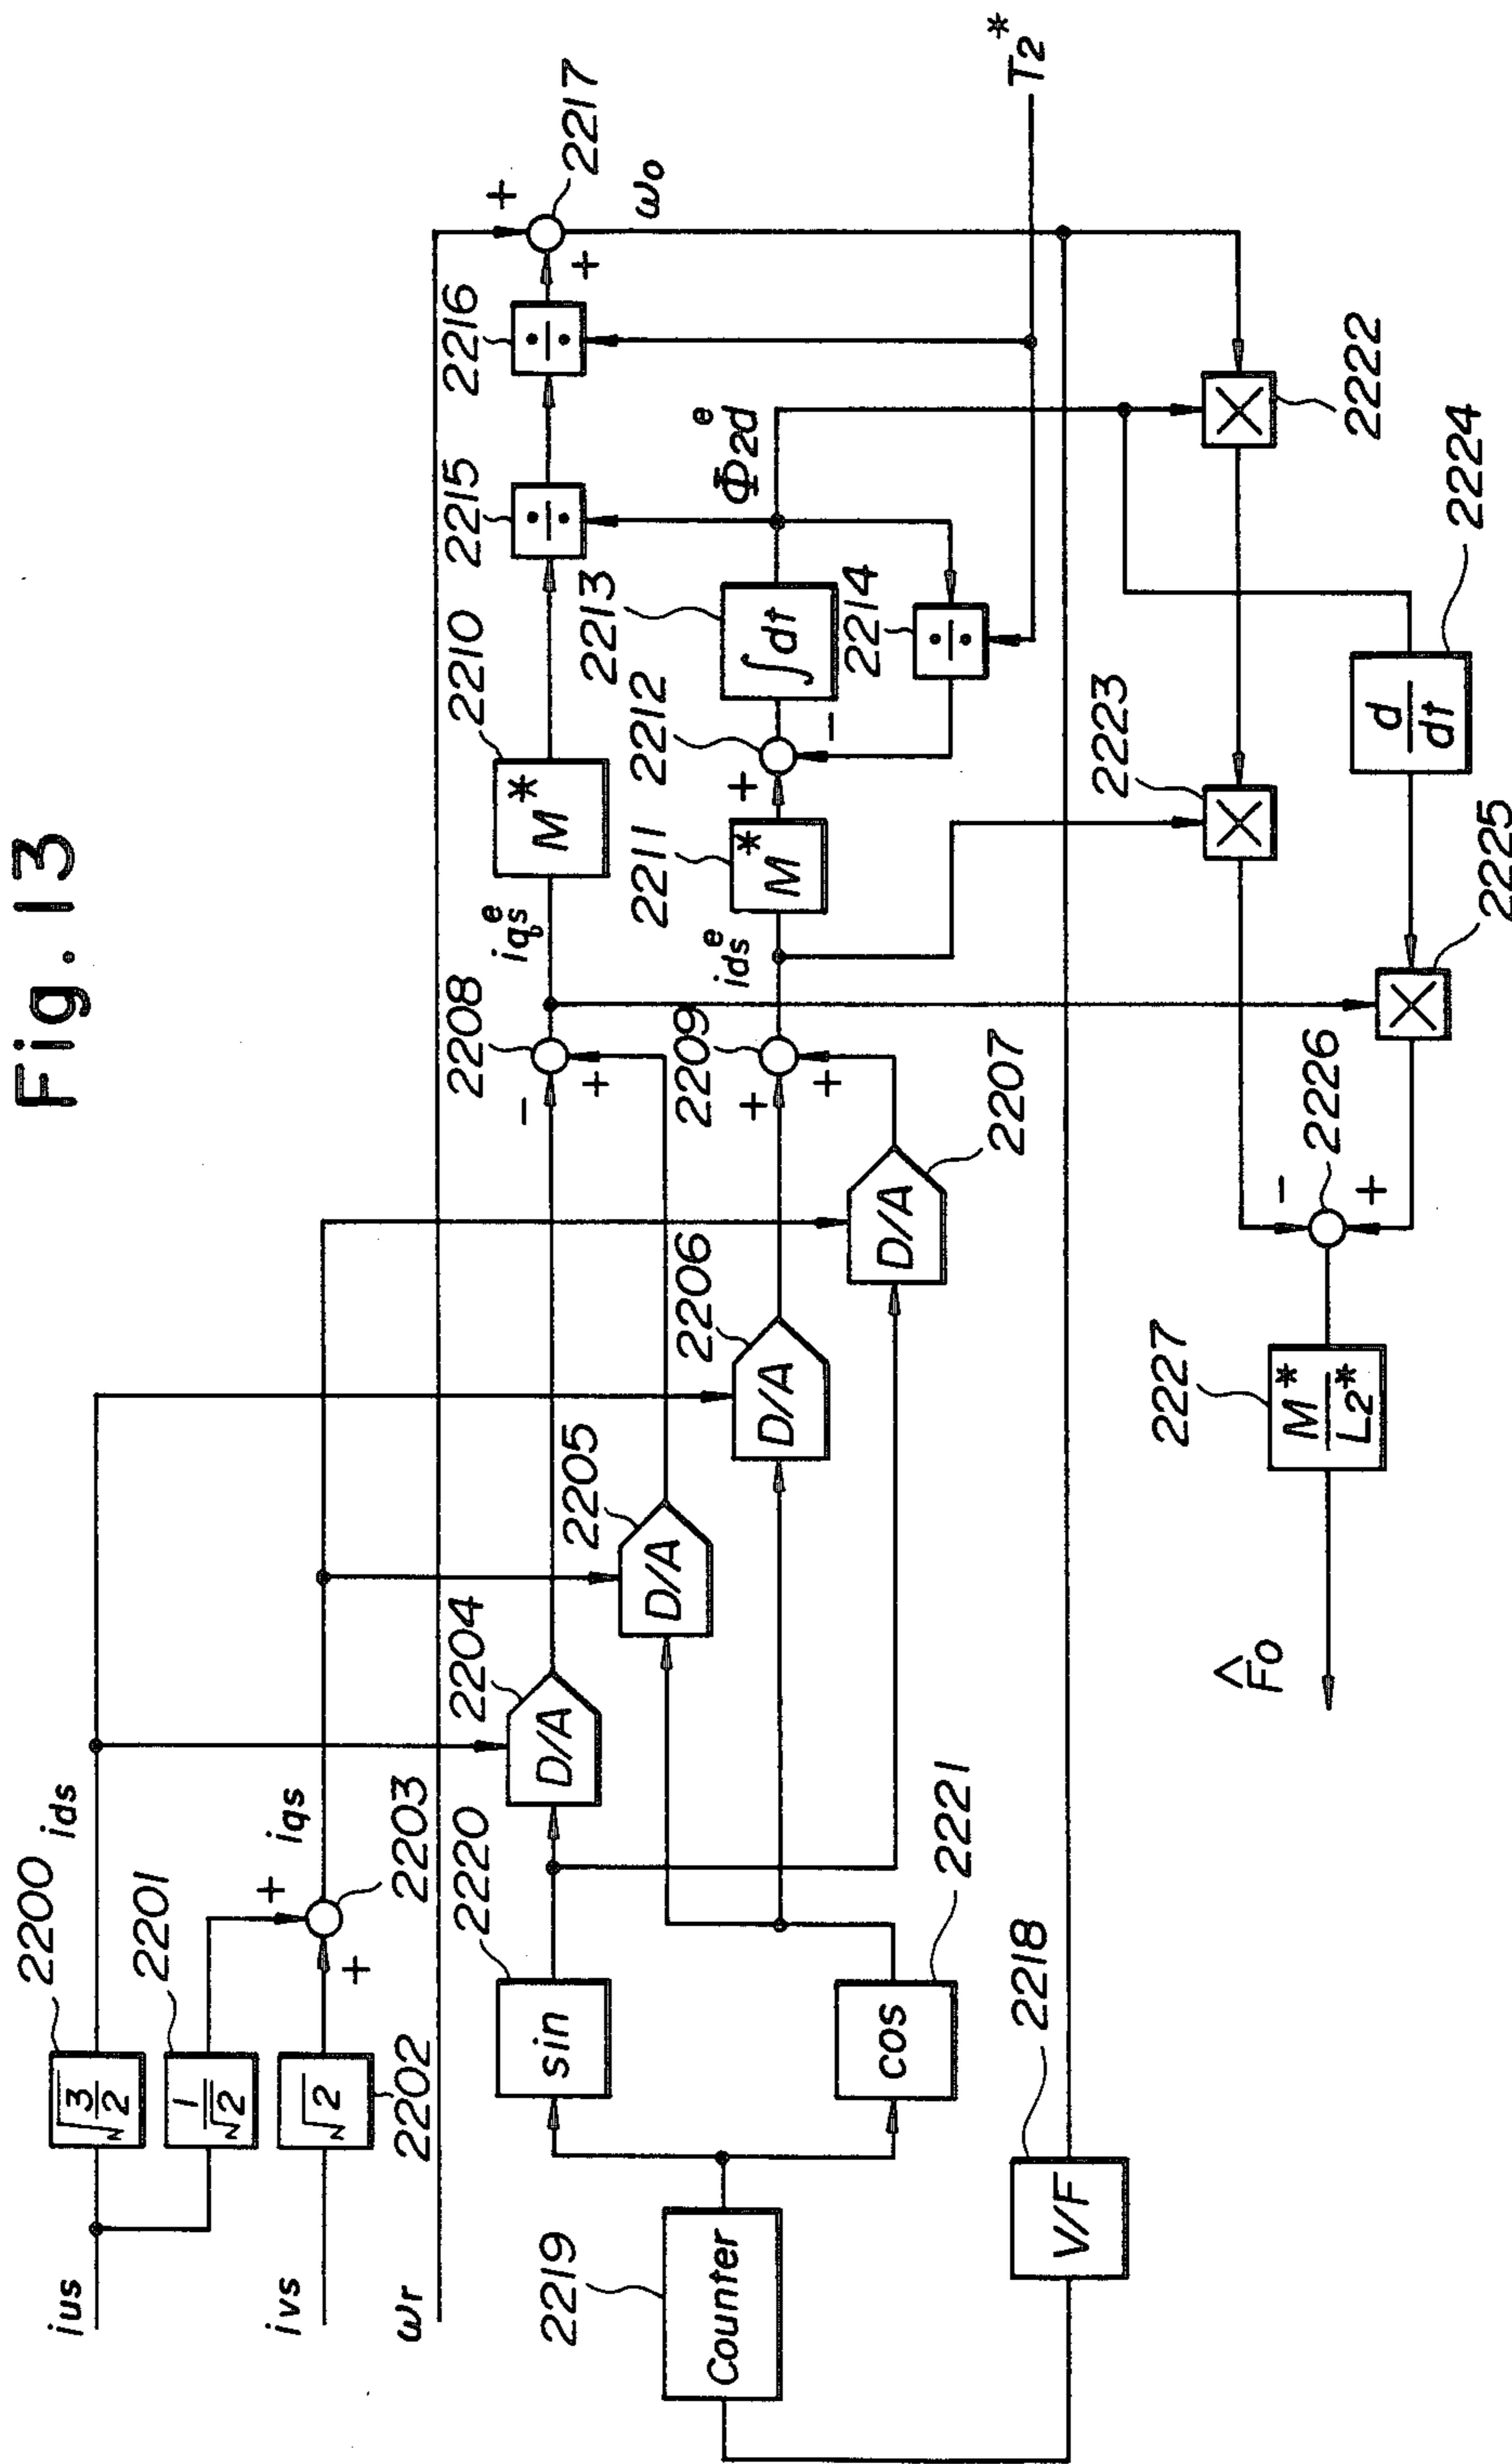 Fig. 13
ius
√3/2
2200
ids
1/√2
2201
ivs
√2
2202
+
+
2203
iqs
ωr
Counter
2219
sin
2220
cos
2221
V/F
2218
D/A
2204
D/A
2205
D/A
2206
D/A
2207
-
+
2208
+
+
2209
iqs^e
ids^e
M*
2210
M*
2211
+
-
2212
∫dt
2213
÷
2214
Φ2d^e
÷
2215
÷
2216
+
+
2217
ωo
T2*
×
2222
×
2223
d/dt
2224
×
2225
-
+
2226
M*/L2*
2227
F̂o